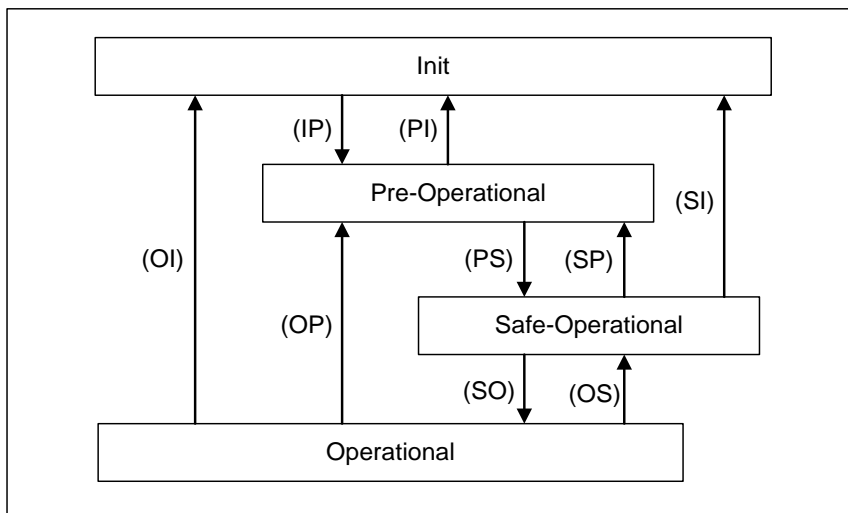 Init
(IP)
(PI)
Pre-Operational
(SI)
(OI)
(PS)
(SP)
(OP)
Safe-Operational
(SO)
(OS)
Operational